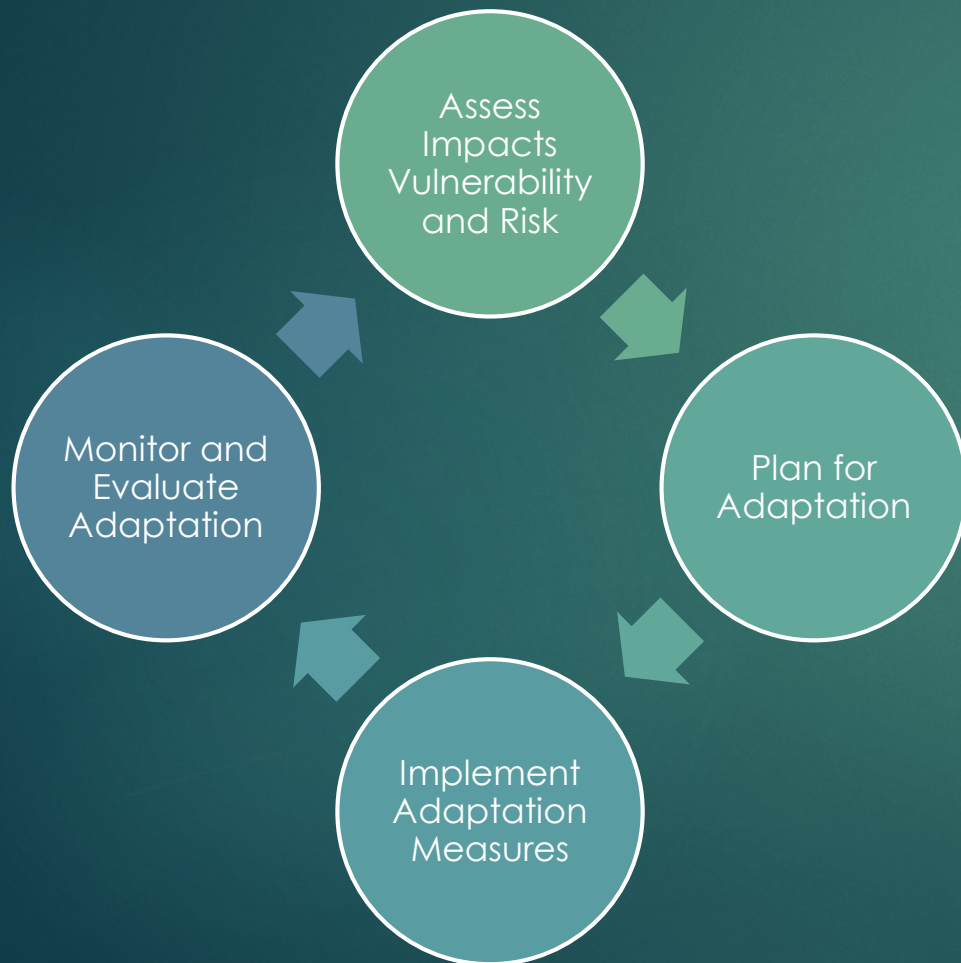 Assess
Impacts
Vulnerability
and Risk
Plan for
Adaptation
Implement
Adaptation
Measures
Monitor and
Evaluate
Adaptation